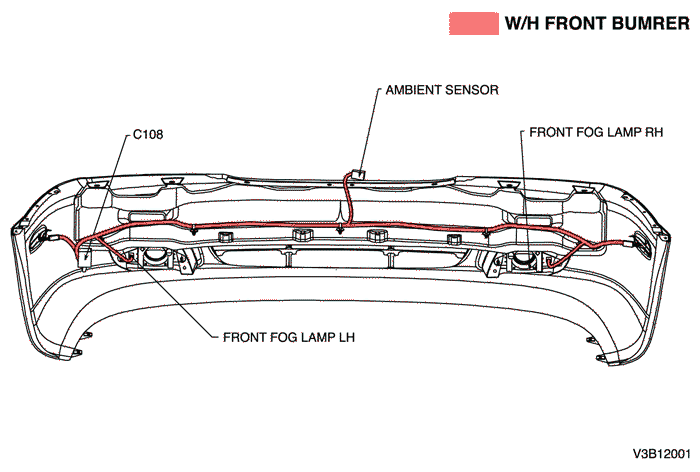 W/H FRONT BUMRER
AMBIENT SENSOR
C108
FRONT FOG LAMP RH
FRONT FOG LAMP LH
V3B12001